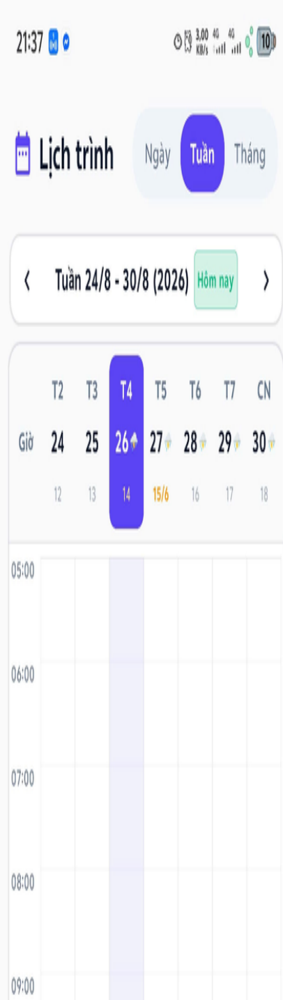 21:37 3,00 KB/s 4G 4G 10
Lịch trình Ngày Tuần Tháng
‹ Tuần 24/8 - 30/8 (2026) Hôm nay ›
T2 T3 T4 T5 T6 T7 CN
Giờ 24 25 26 27 28 29 30
12 13 14 15/6 16 17 18
05:00
06:00
07:00
08:00
09:00